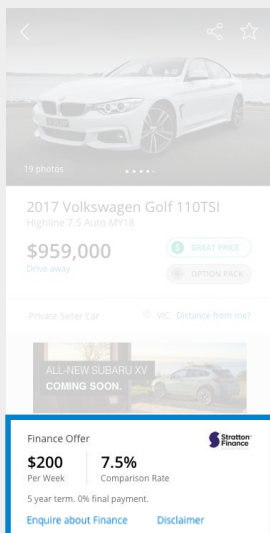 19 photos
2017 Volkswagen Golf 110TSI
Highline 7.5 Auto MY18
$959,000
Drive away
$ GREAT PRICE
OPTION PACK
Private Seller Car
VIC Distance from me?
ALL-NEW SUBARU XV
COMING SOON.
Finance Offer
Stratton
Finance
$200
Per Week
7.5%
Comparison Rate
5 year term. 0% final payment.
Enquire about Finance
Disclaimer